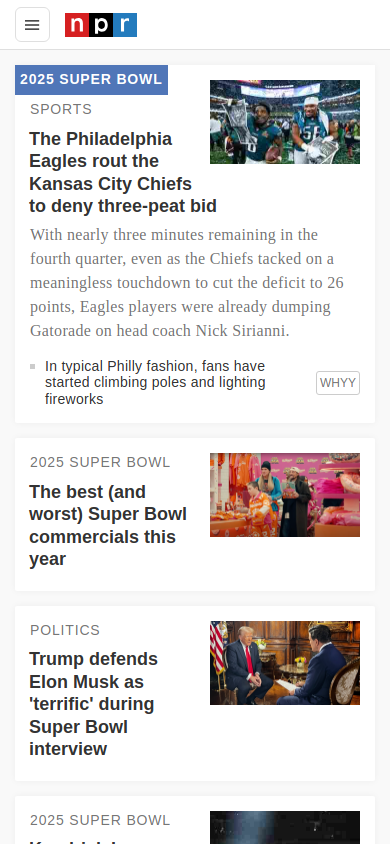 npr
2025 SUPER BOWL
SPORTS
The Philadelphia
Eagles rout the
Kansas City Chiefs
to deny three-peat bid
With nearly three minutes remaining in the
fourth quarter, even as the Chiefs tacked on a
meaningless touchdown to cut the deficit to 26
points, Eagles players were already dumping
Gatorade on head coach Nick Sirianni.
In typical Philly fashion, fans have
started climbing poles and lighting
fireworks
WHYY
2025 SUPER BOWL
The best (and
worst) Super Bowl
commercials this
year
POLITICS
Trump defends
Elon Musk as
'terrific' during
Super Bowl
interview
2025 SUPER BOWL